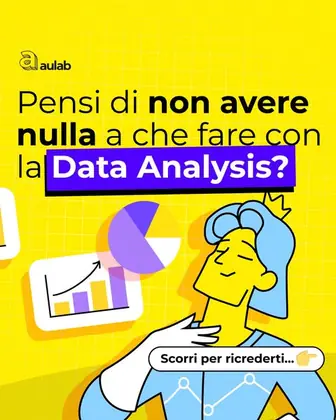 aulab
Pensi di non avere
nulla a che fare con
la Data Analysis?
Scorri per ricrederti...👉